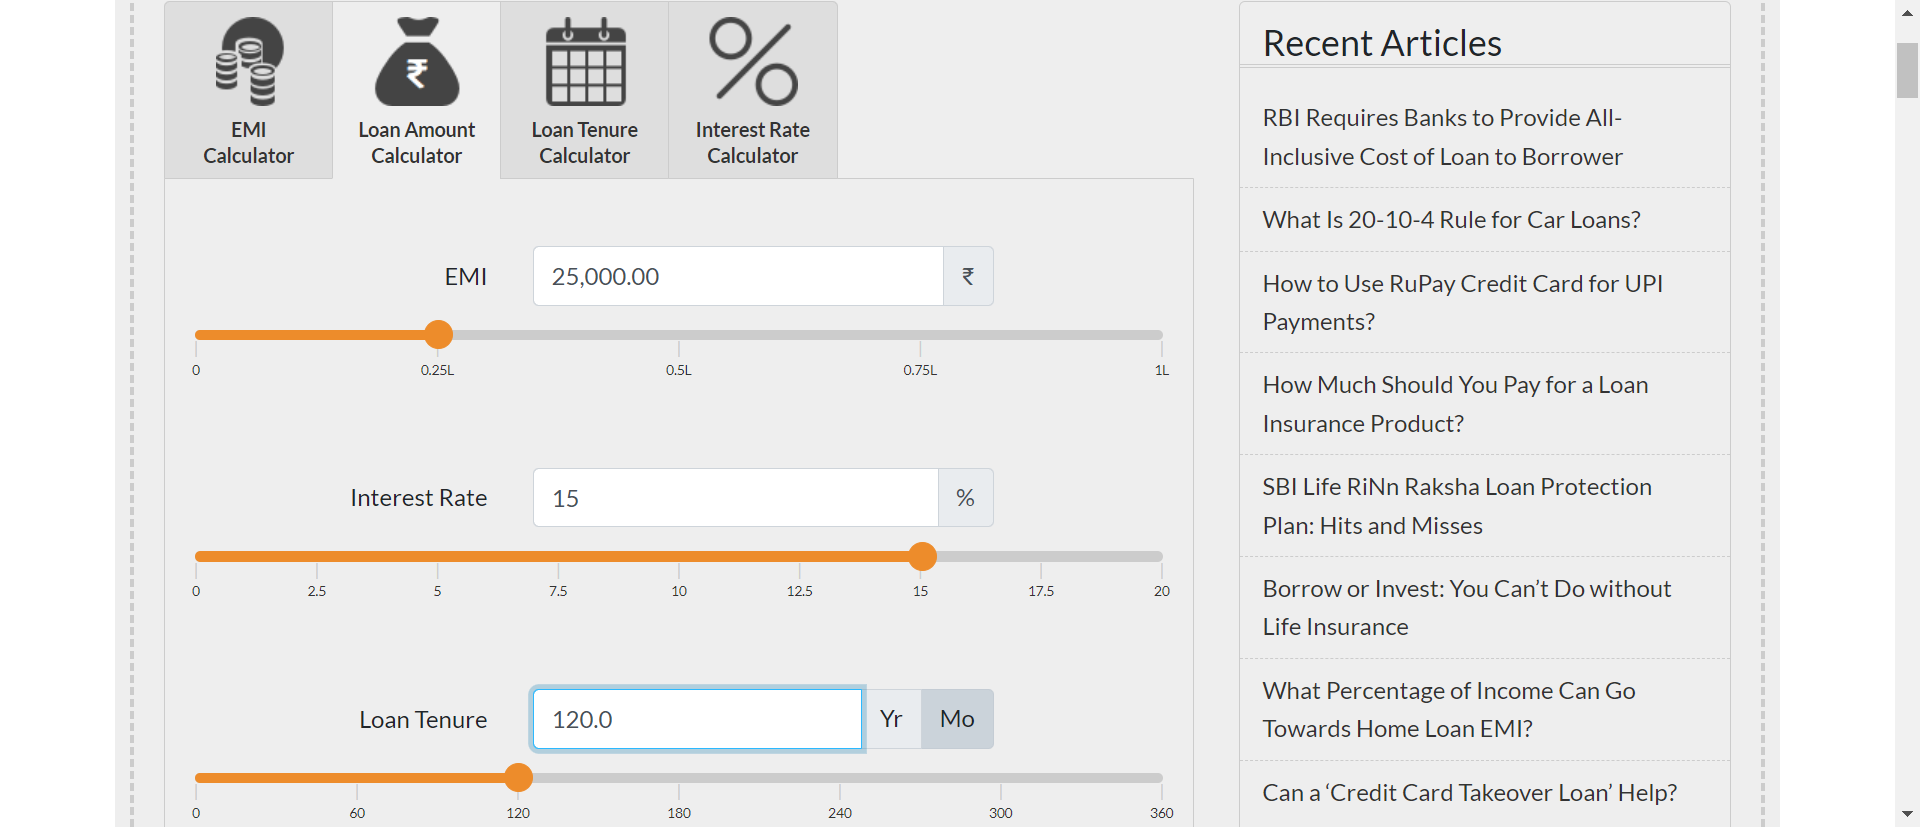 EMI
Calculator
Loan Amount
Calculator
Loan Tenure
Calculator
Interest Rate
Calculator
EMI
25,000.00
₹
0
0.25L
0.5L
0.75L
1L
Interest Rate
15
%
0
2.5
5
7.5
10
12.5
15
17.5
20
Loan Tenure
120.0
Yr
Mo
0
60
120
180
240
300
360
Recent Articles
RBI Requires Banks to Provide All-
Inclusive Cost of Loan to Borrower
What Is 20-10-4 Rule for Car Loans?
How to Use RuPay Credit Card for UPI
Payments?
How Much Should You Pay for a Loan
Insurance Product?
SBI Life RiNn Raksha Loan Protection
Plan: Hits and Misses
Borrow or Invest: You Can’t Do without
Life Insurance
What Percentage of Income Can Go
Towards Home Loan EMI?
Can a ‘Credit Card Takeover Loan’ Help?